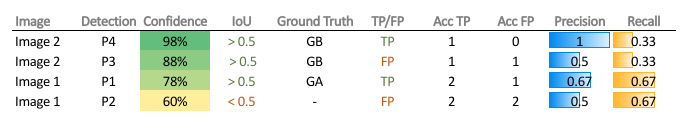 Image Detection Confidence IoU Ground Truth TP/FP Acc TP Acc FP Precision Recall
Image 2 P4 98% > 0.5 GB TP 1 0 1 0.33
Image 2 P3 88% > 0.5 GB FP 1 1 0,5 0.33
Image 1 P1 78% > 0.5 GA TP 2 1 0.67 0.67
Image 1 P2 60% < 0.5 - FP 2 2 0,5 0.67